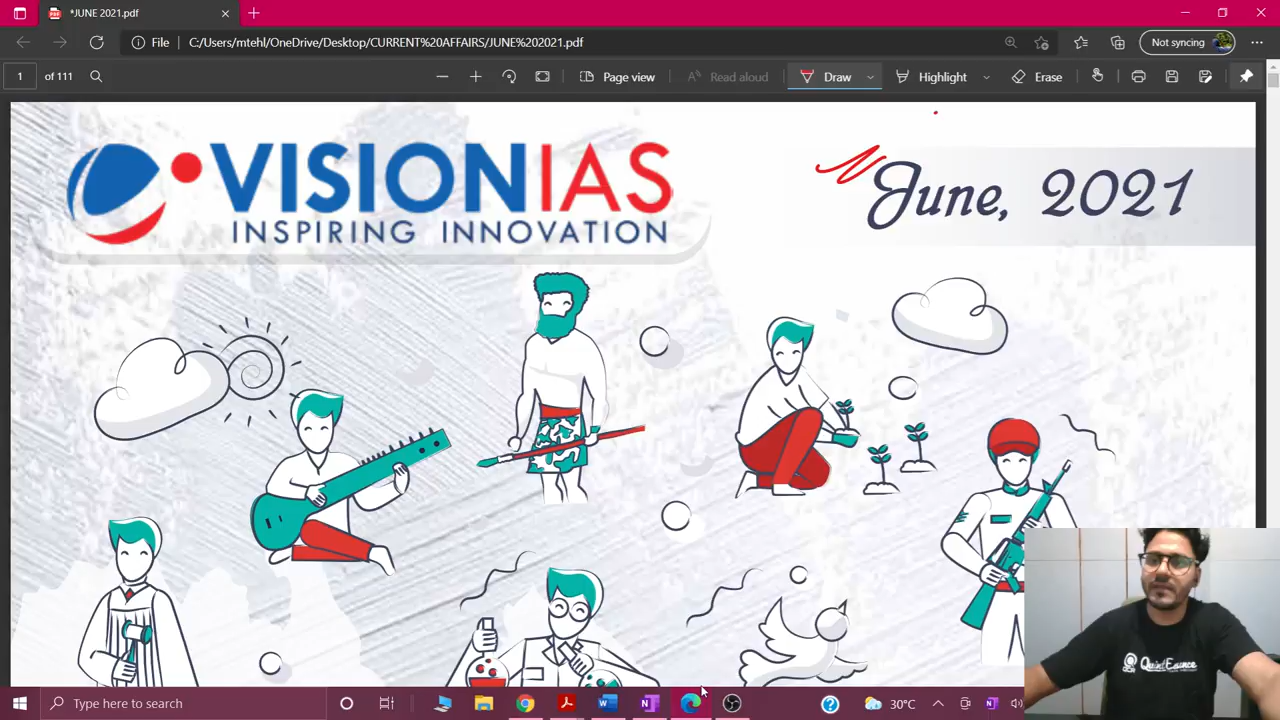 *JUNE 2021.pdf
File C:/Users/mtehl/OneDrive/Desktop/CURRENT%20AFFAIRS/JUNE%202021.pdf Not syncing
1 of 111 Page view Read aloud Draw Highlight Erase
VISIONIAS
INSPIRING INNOVATION
June, 2021
QuintEssence
Type here to search 30°C